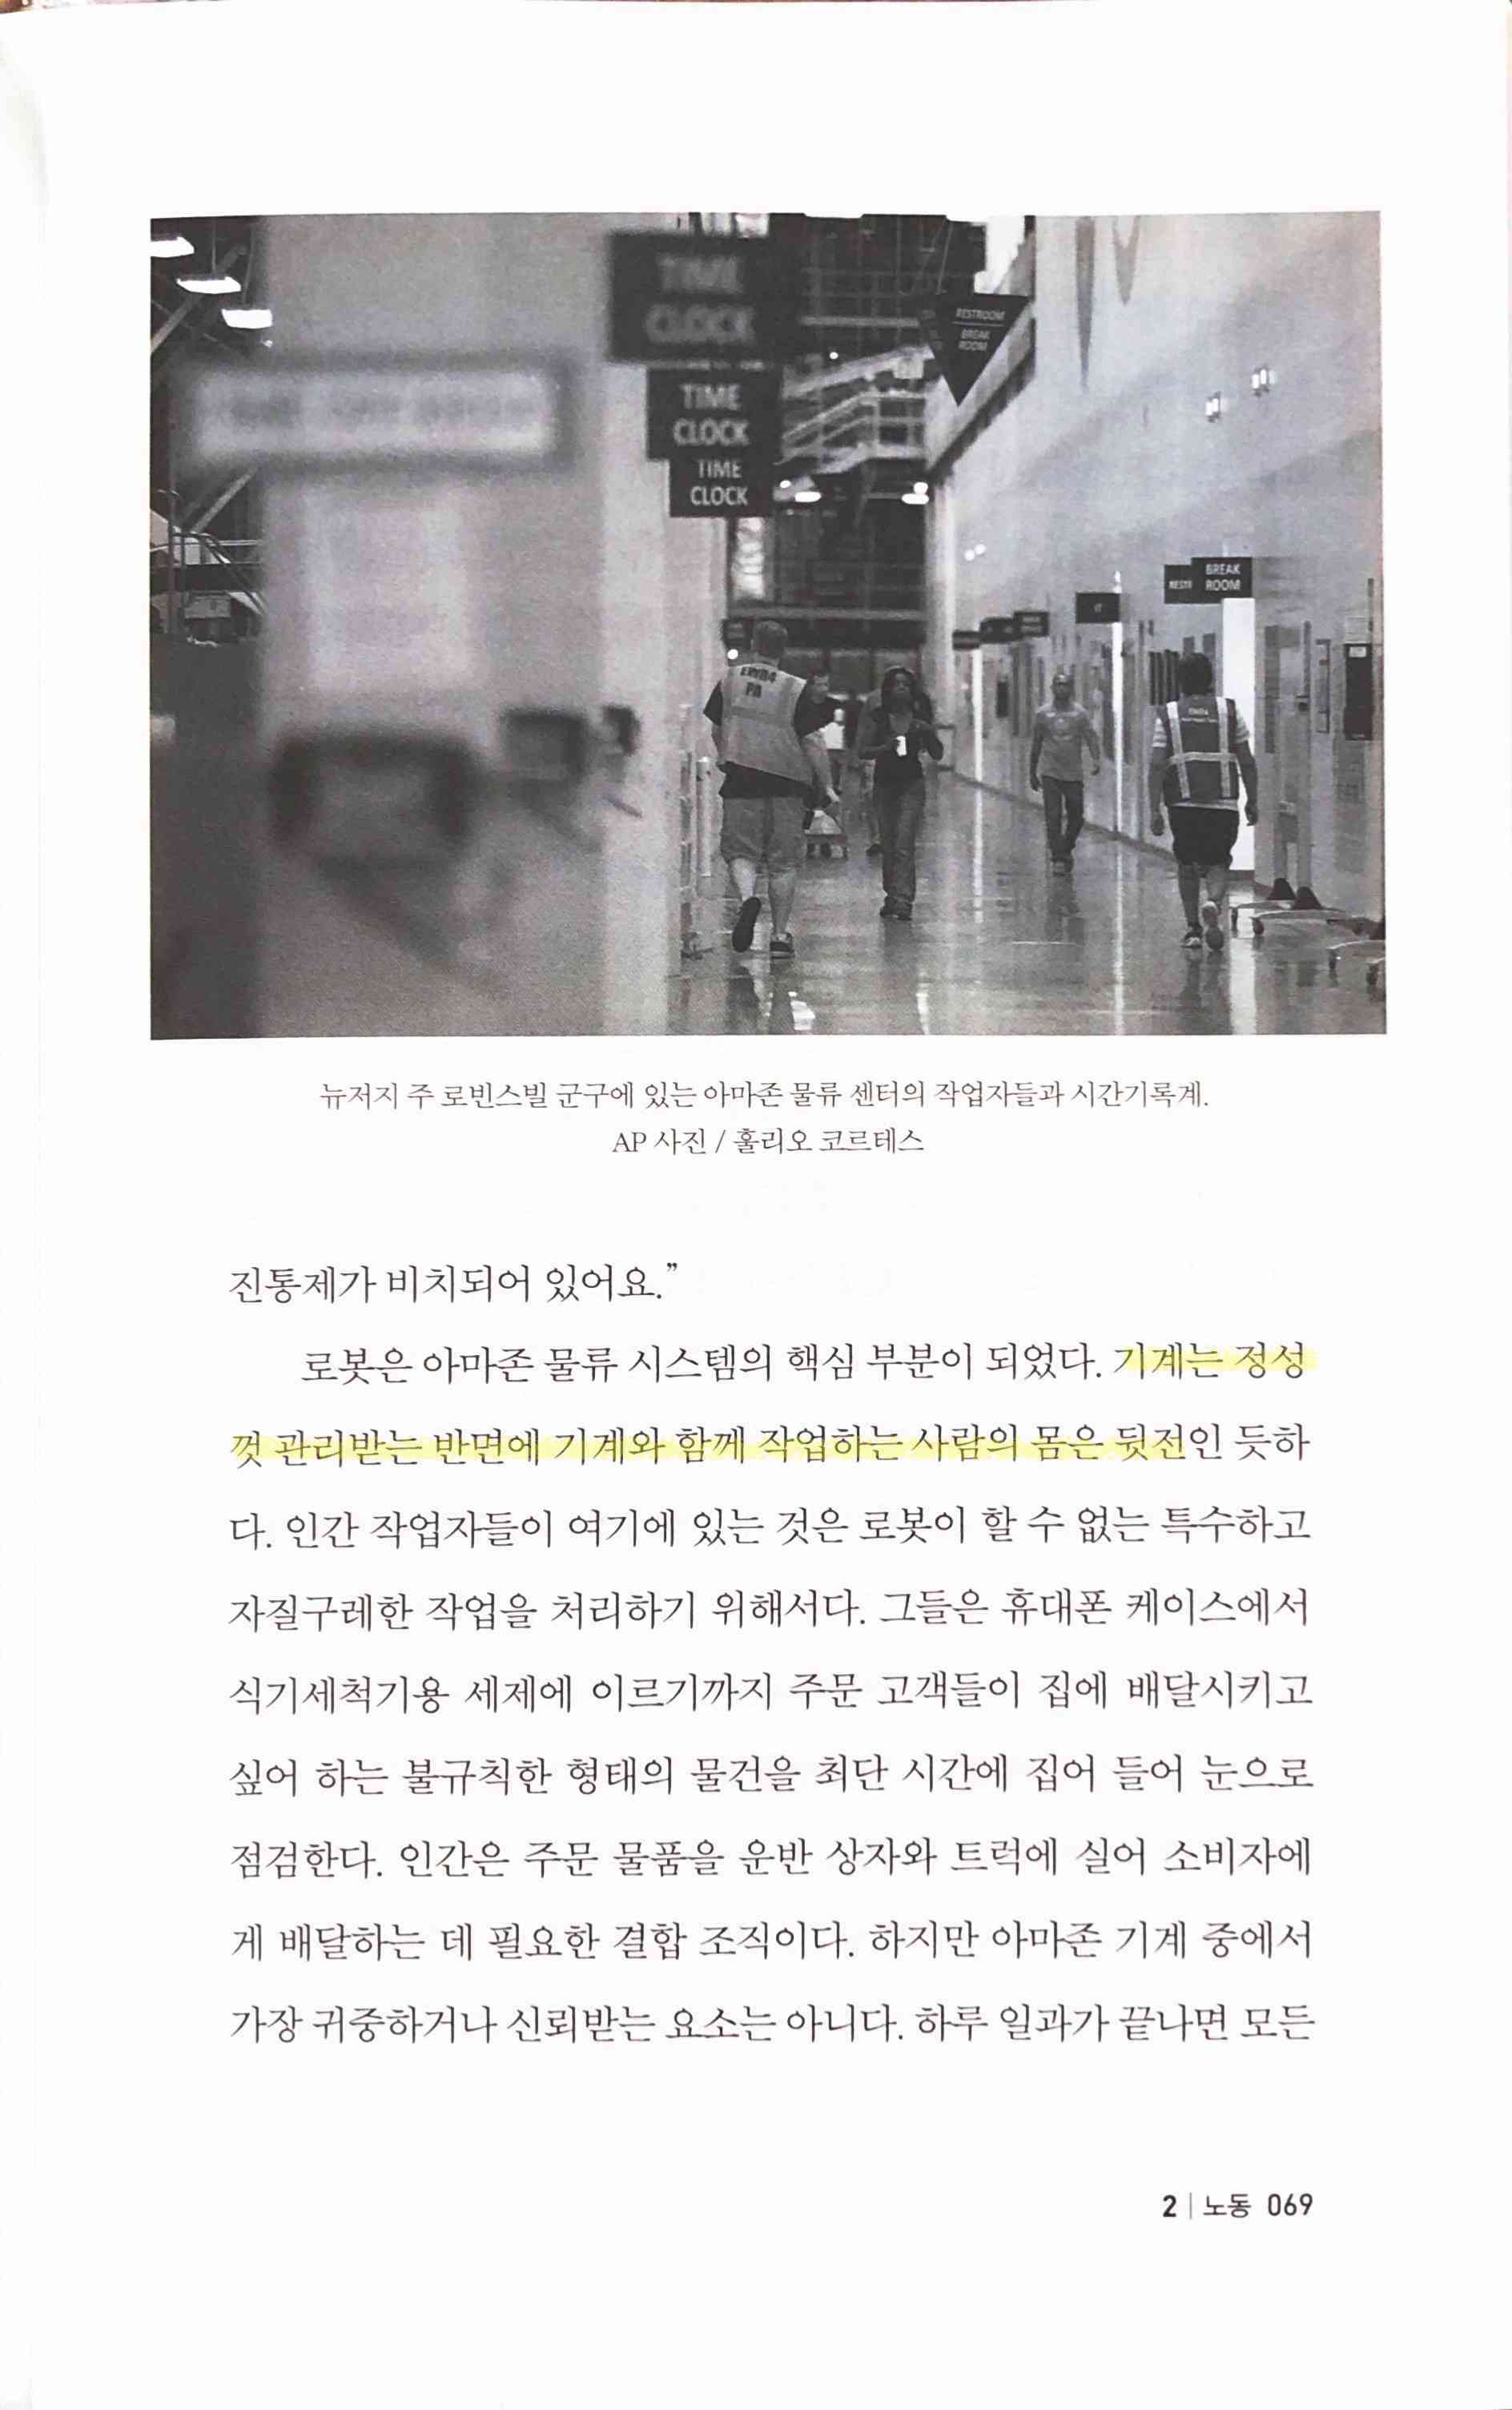 TIME
CLOCK
TIME
CLOCK
TIME
CLOCK
RESTROOM
BREAK
ROOM
BREAK
ROOM
REST
IT
EWR4
PA
뉴저지 주 로빈스빌 군구에 있는 아마존 물류 센터의 작업자들과 시간기록계.
AP 사진 / 훌리오 코르테스
진통제가 비치되어 있어요.”
로봇은 아마존 물류 시스템의 핵심 부분이 되었다. 기계는 정성
껏 관리받는 반면에 기계와 함께 작업하는 사람의 몸은 뒷전인 듯하
다. 인간 작업자들이 여기에 있는 것은 로봇이 할 수 없는 특수하고
자질구레한 작업을 처리하기 위해서다. 그들은 휴대폰 케이스에서
식기세척기용 세제에 이르기까지 주문 고객들이 집에 배달시키고
싶어 하는 불규칙한 형태의 물건을 최단 시간에 집어 들어 눈으로
점검한다. 인간은 주문 물품을 운반 상자와 트럭에 실어 소비자에
게 배달하는 데 필요한 결합 조직이다. 하지만 아마존 기계 중에서
가장 귀중하거나 신뢰받는 요소는 아니다. 하루 일과가 끝나면 모든
2 | 노동 069